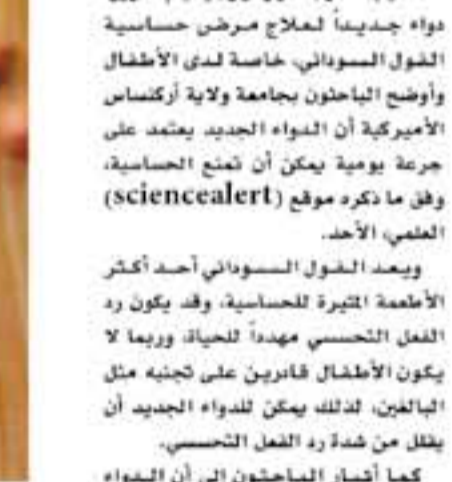 دواء جديداً لعلاج مرض حساسية
الفول السوداني، خاصة لدى الأطفال
وأوضح الباحثون بجامعة ولاية أركنساس
الأميركية أن الدواء الجديد يعتمد على
جرعة يومية يمكن أن تمنع الحساسية،
وفق ما ذكره موقع (sciencealert)
العلمي، الأحد.
ويعد الفول السوداني أحد أكثر
الأطعمة المثيرة للحساسية، وقد يكون رد
الفعل التحسسي مهدداً للحياة، وربما لا
يكون الأطفال قادرين على تجنبه مثل
البالغين، لذلك يمكن للدواء الجديد أن
يقلل من شدة رد الفعل التحسسي.
كما أشار الباحثون إلى أن الدواء